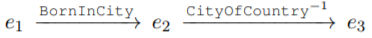 e₁ —BornInCity→ e₂ —CityOfCountry⁻¹→ e₃